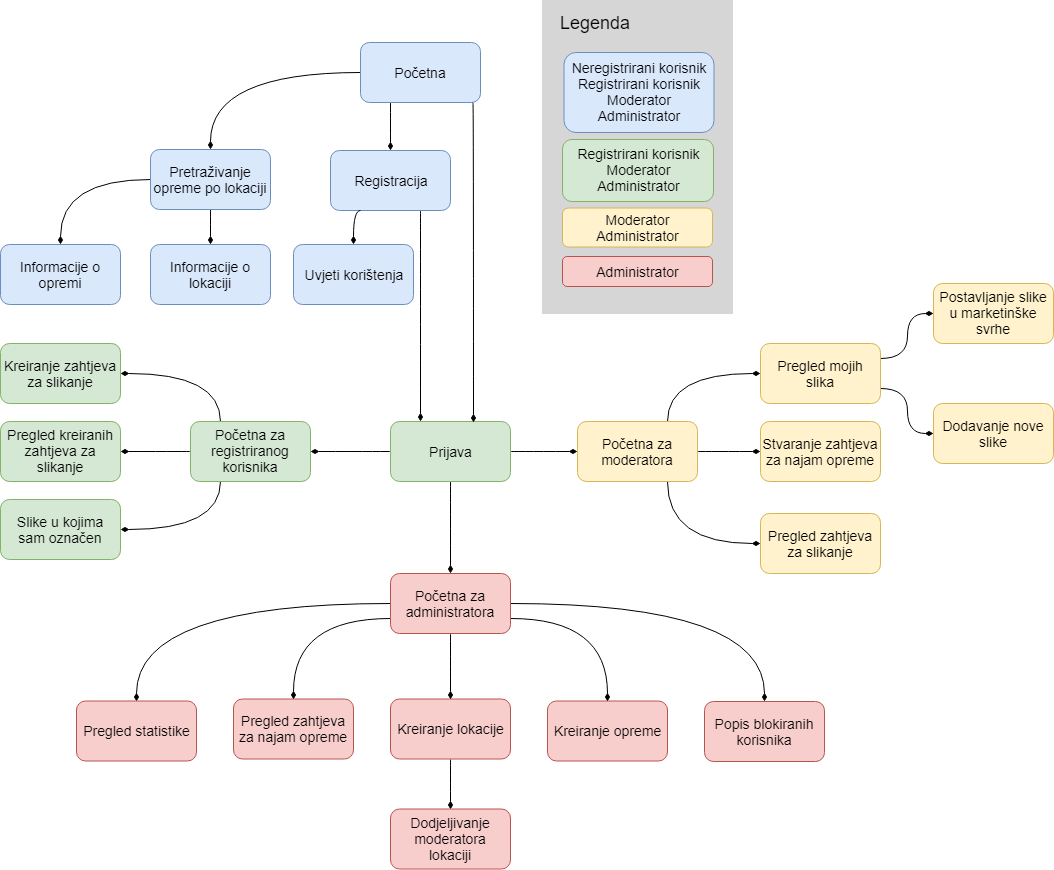 Legenda
Neregistrirani korisnik
Registrirani korisnik
Moderator
Administrator
Registrirani korisnik
Moderator
Administrator
Moderator
Administrator
Administrator
Početna
Pretraživanje
opreme po lokaciji
Registracija
Informacije o
opremi
Informacije o
lokaciji
Uvjeti korištenja
Kreiranje zahtjeva
za slikanje
Pregled kreiranih
zahtjeva za
slikanje
Slike u kojima
sam označen
Početna za
registriranog
korisnika
Prijava
Početna za
moderatora
Pregled mojih
slika
Stvaranje zahtjeva
za najam opreme
Pregled zahtjeva
za slikanje
Postavljanje slike
u marketinške
svrhe
Dodavanje nove
slike
Početna za
administratora
Pregled statistike
Pregled zahtjeva
za najam opreme
Kreiranje lokacije
Kreiranje opreme
Popis blokiranih
korisnika
Dodjeljivanje
moderatora
lokaciji